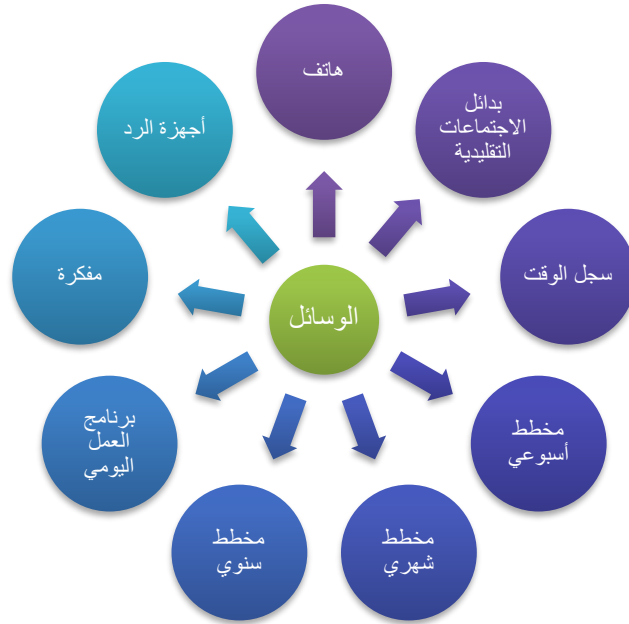 الوسائل
هاتف
بدائل
الاجتماعات
التقليدية
سجل الوقت
مخطط
أسبوعي
مخطط
شهري
مخطط
سنوي
برنامج
العمل
اليومي
مفكرة
أجهزة الرد